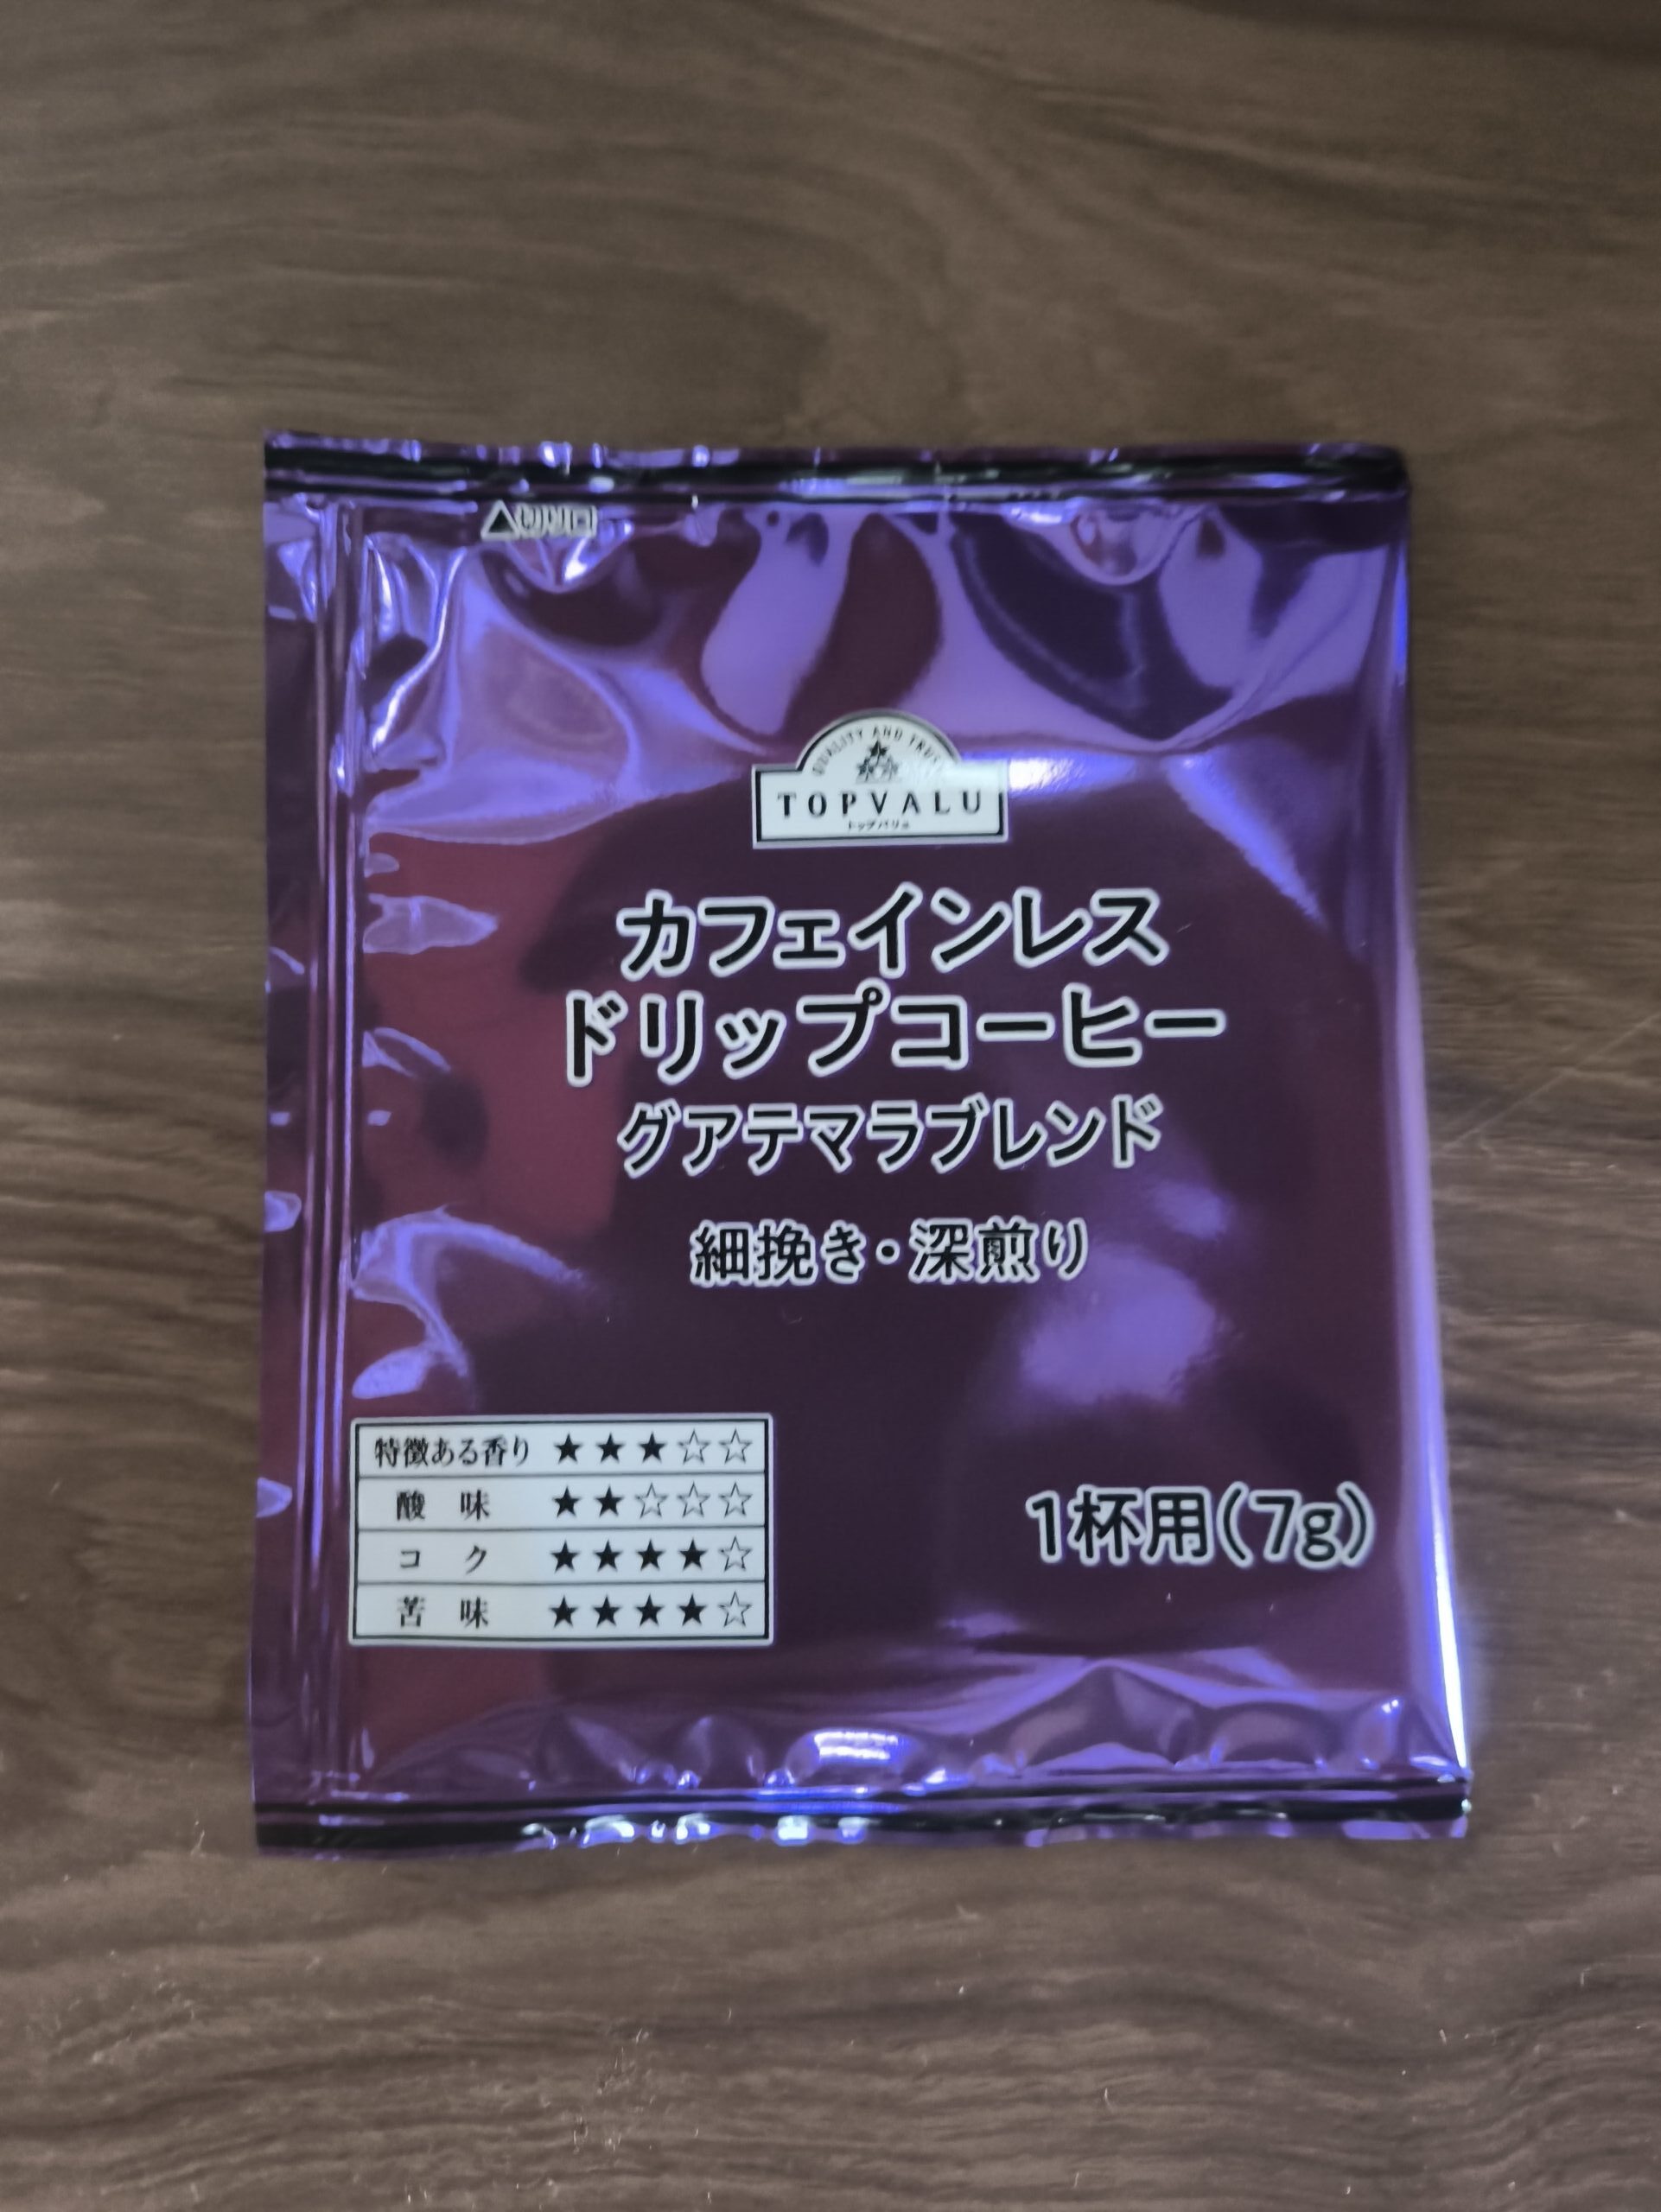 ▲切り口
QUALITY AND TRUST
TOPVALU
トップバリュ
カフェインレス
ドリップコーヒー
グアテマラブレンド
細挽き・深煎り
特徴ある香り ★★★☆☆
酸味 ★★☆☆☆
コク ★★★★☆
苦味 ★★★★☆
1杯用(7g)